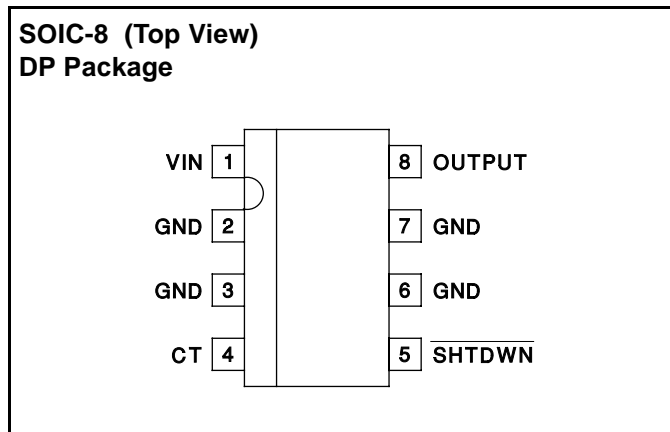 SOIC-8 (Top View)
DP Package
VIN 1 8 OUTPUT
GND 2 7 GND
GND 3 6 GND
CT 4 5 SHTDWN